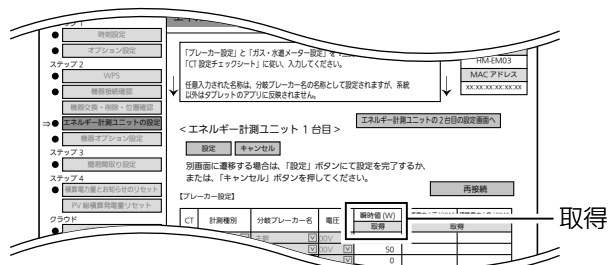 時刻設定
オプション設定
ステップ 2
WPS
機器接続確認
機器交換・削除・位置確認
⇒● エネルギー計測ユニットの設定
機器オプション設定
ステップ 3
簡易間取り設定
ステップ 4
積算電力量とお知らせのリセット
PV 総積算発電量リセット
クラウド
「ブレーカー設定」と「ガス・水道メーター設定」を
「CT 設定チェックシート」に従い、入力してください。
任意入力された名称は、分岐ブレーカー名の名称として設定されますが、系統
以外はタブレットのアプリに反映されません。
HM-EM03
MAC アドレス
xx:xx:xx:xx:xx:xx
エネルギー計測ユニットの 2 台目の設定画面へ
< エネルギー計測ユニット 1 台目 >
設定 キャンセル
別画面に遷移する場合は、「設定」ボタンにて設定を完了するか、
または、「キャンセル」ボタンを押してください。
再接続
【ブレーカー設定】
CT 計測種別 分岐ブレーカー名 電圧 瞬時値 (W)
取得 取得
主幹 00V
00V 50
0
取得